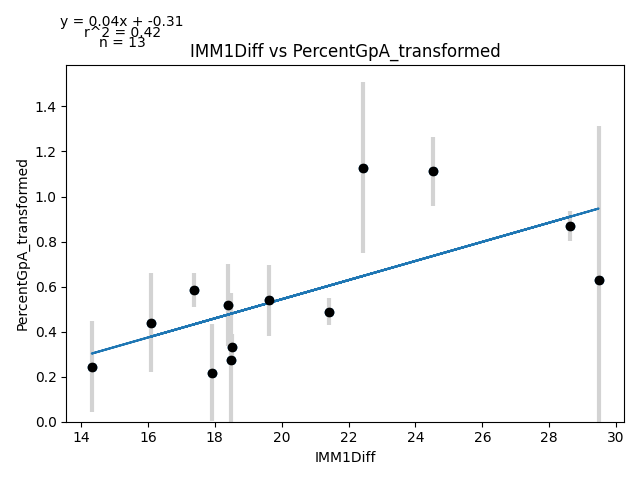 y = 0.04x + -0.31
r^2 = 0.42
n = 13
IMM1Diff vs PercentGpA_transformed
PercentGpA_transformed
1.4
1.2
1.0
0.8
0.6
0.4
0.2
0.0
14 16 18 20 22 24 26 28 30
IMM1Diff